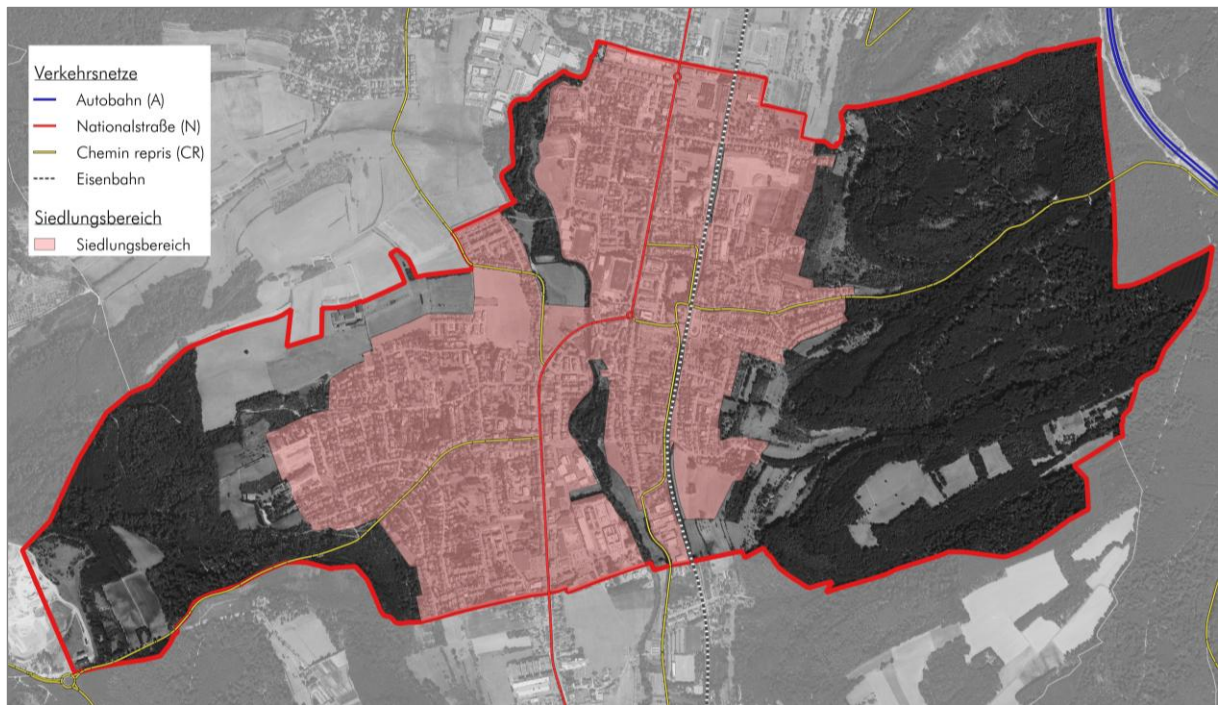 Verkehrsnetze
Autobahn (A)
Nationalstraße (N)
Chemin repris (CR)
Eisenbahn
Siedlungsbereich
Siedlungsbereich